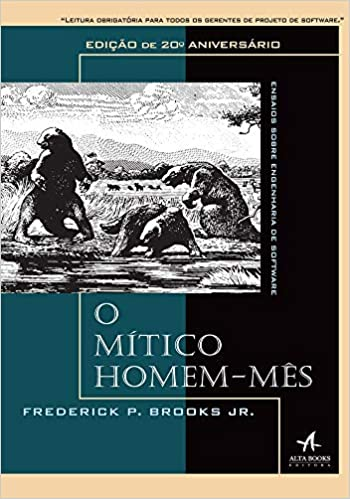 "LEITURA OBRIGATÓRIA PARA TODOS OS GERENTES DE PROJETO DE SOFTWARE."
EDIÇÃO DE 20º ANIVERSÁRIO
ENSAIOS SOBRE ENGENHARIA DE SOFTWARE
O
MÍTICO
HOMEM-MÊS
FREDERICK P. BROOKS JR.
ALTA BOOKS
EDITORA